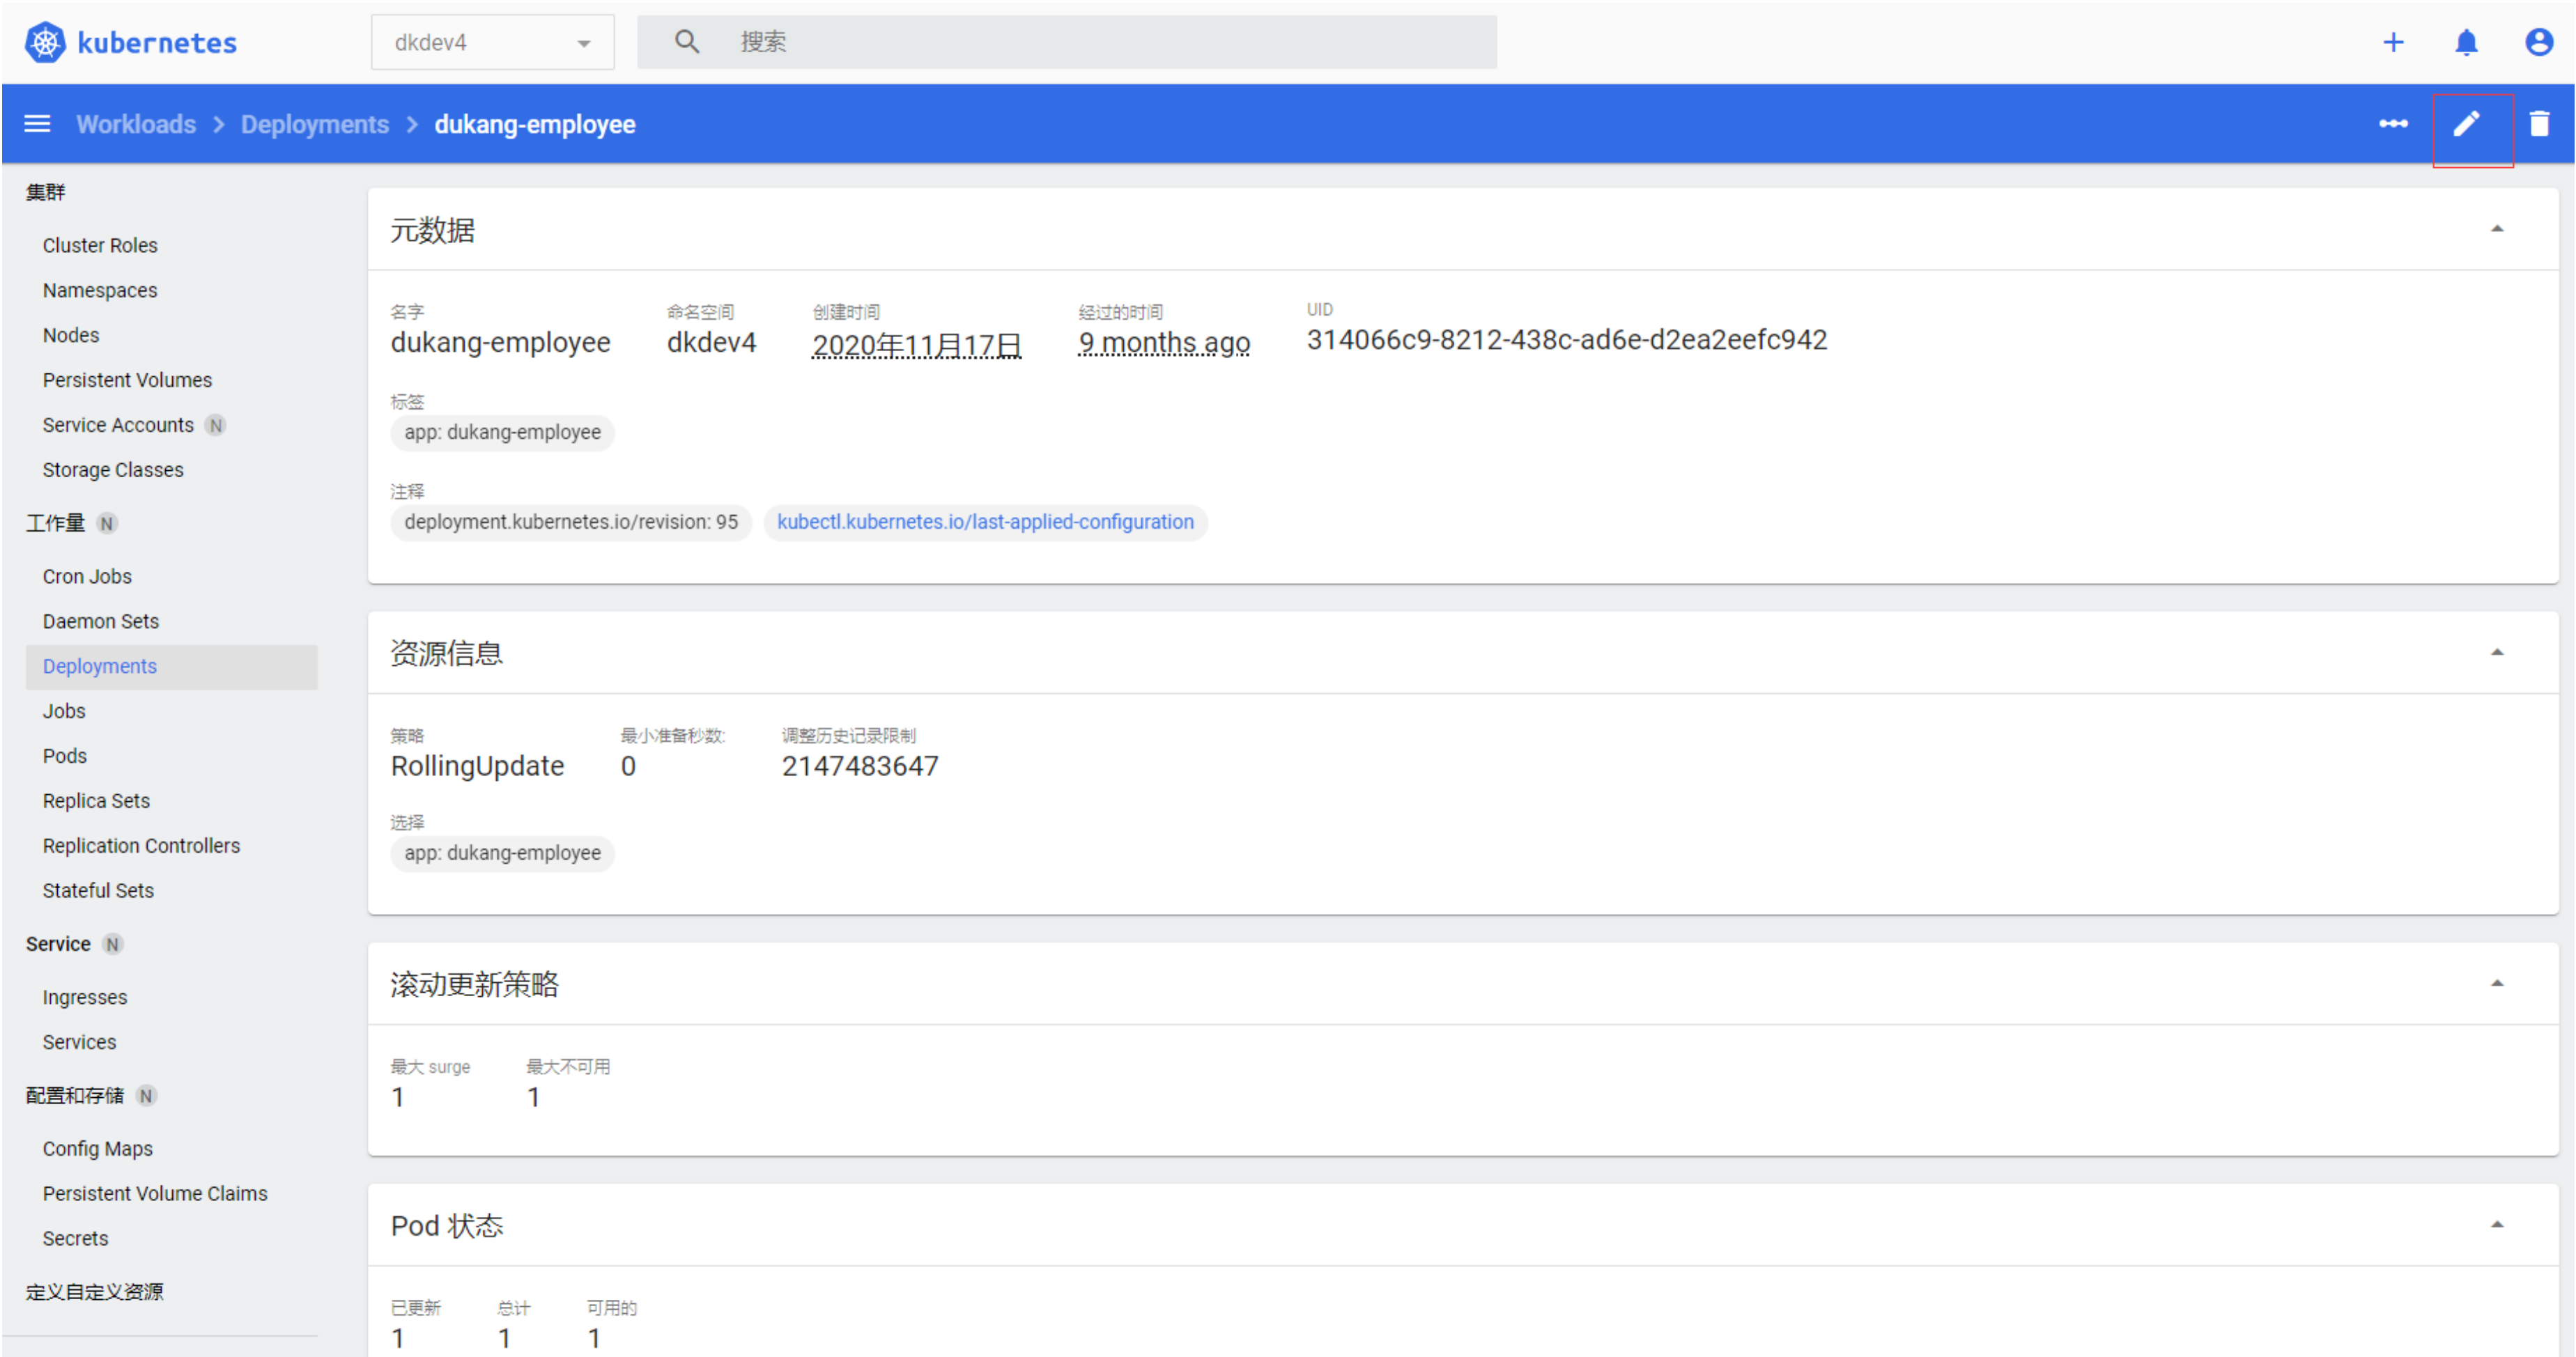 kubernetes
dkdev4
搜索
Workloads > Deployments > dukang-employee
集群
Cluster Roles
Namespaces
Nodes
Persistent Volumes
Service Accounts N
Storage Classes
工作量 N
Cron Jobs
Daemon Sets
Deployments
Jobs
Pods
Replica Sets
Replication Controllers
Stateful Sets
Service N
Ingresses
Services
配置和存储 N
Config Maps
Persistent Volume Claims
Secrets
定义自定义资源
元数据
名字 命名空间 创建时间 经过的时间 UID
dukang-employee dkdev4 2020年11月17日 9 months ago 314066c9-8212-438c-ad6e-d2ea2eefc942
标签
app: dukang-employee
注释
deployment.kubernetes.io/revision: 95 kubectl.kubernetes.io/last-applied-configuration
资源信息
策略 最小准备秒数: 调整历史记录限制
RollingUpdate 0 2147483647
选择
app: dukang-employee
滚动更新策略
最大 surge 最大不可用
1 1
Pod 状态
已更新 总计 可用的
1 1 1